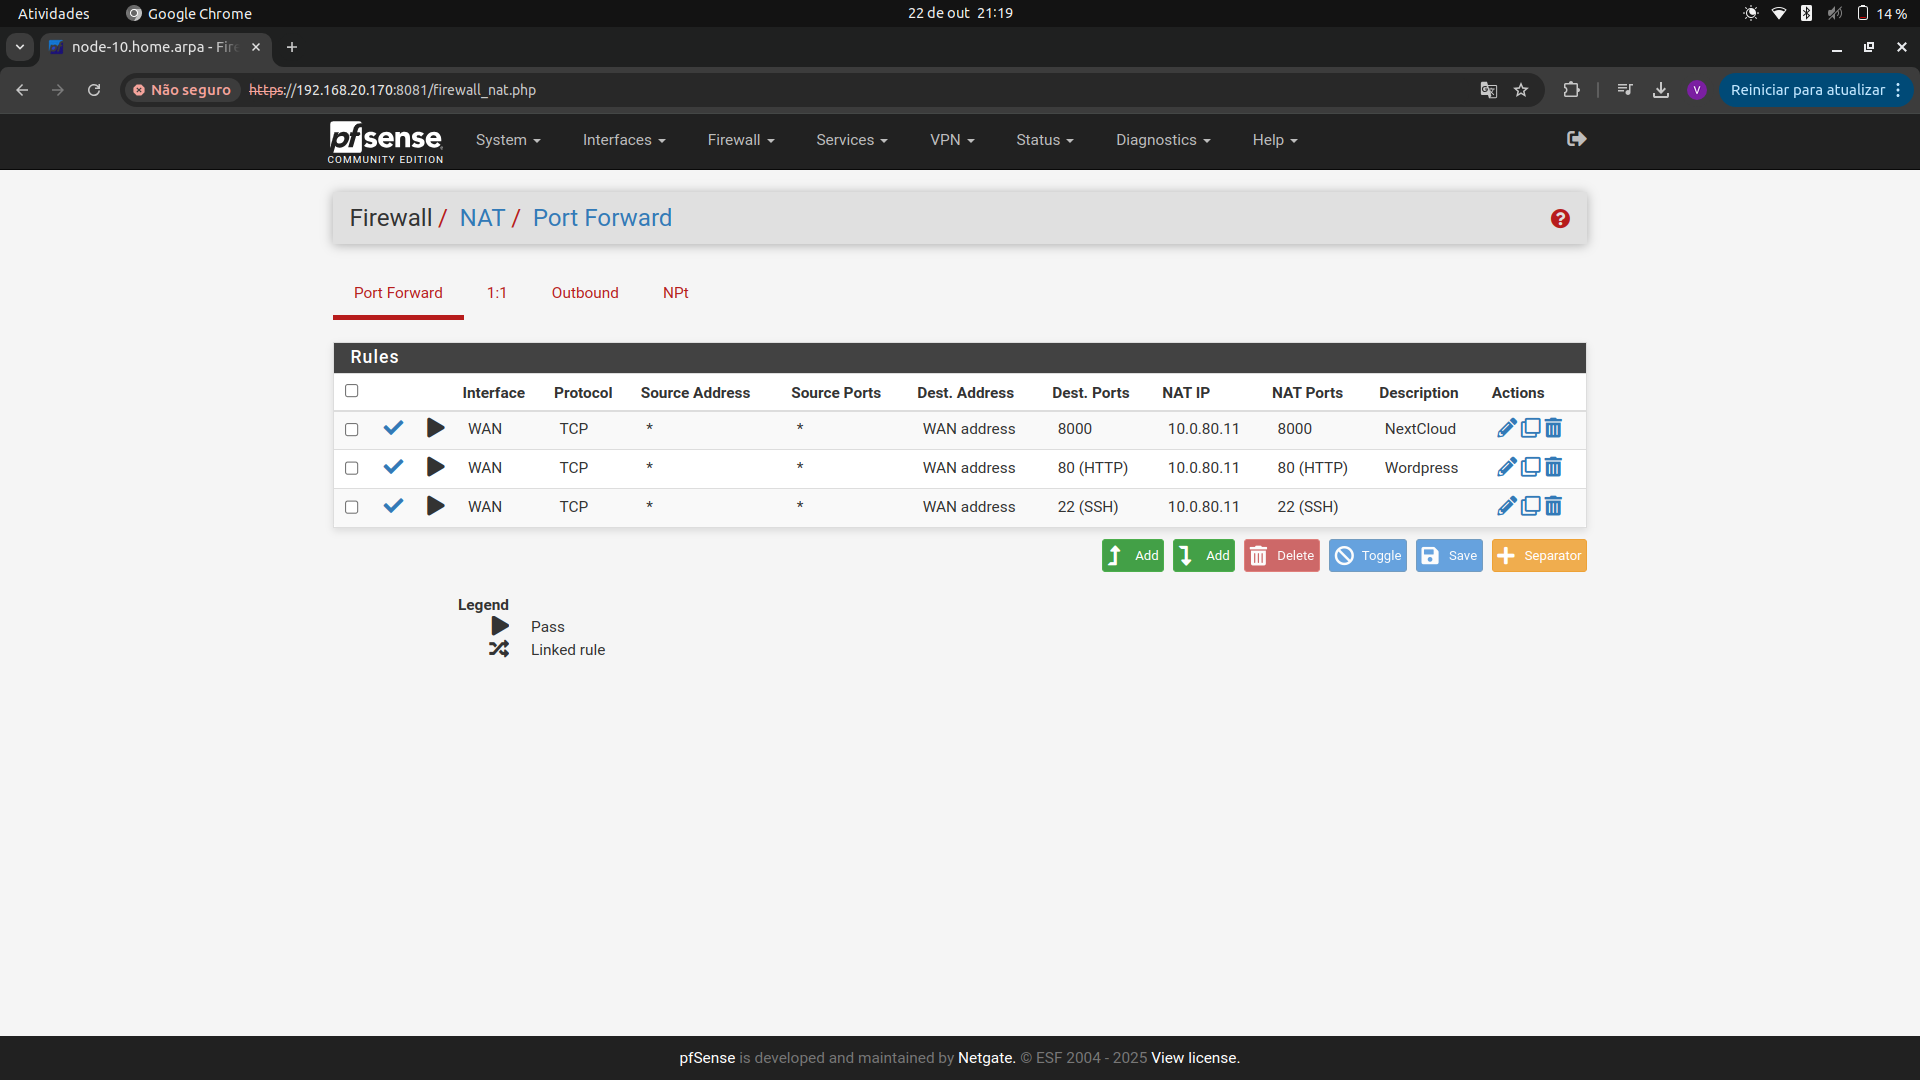 Atividades Google Chrome 22 de out 21:19 14 %
node-10.home.arpa - Fire
Não seguro https://192.168.20.170:8081/firewall_nat.php V Reiniciar para atualizar
pfsense System Interfaces Firewall Services VPN Status Diagnostics Help
COMMUNITY EDITION
Firewall / NAT / Port Forward
Port Forward 1:1 Outbound NPt
Rules
Interface Protocol Source Address Source Ports Dest. Address Dest. Ports NAT IP NAT Ports Description Actions
WAN TCP * * WAN address 8000 10.0.80.11 8000 NextCloud
WAN TCP * * WAN address 80 (HTTP) 10.0.80.11 80 (HTTP) Wordpress
WAN TCP * * WAN address 22 (SSH) 10.0.80.11 22 (SSH)
Add Add Delete Toggle Save Separator
Legend
Pass
Linked rule
pfSense is developed and maintained by Netgate. © ESF 2004 - 2025 View license.